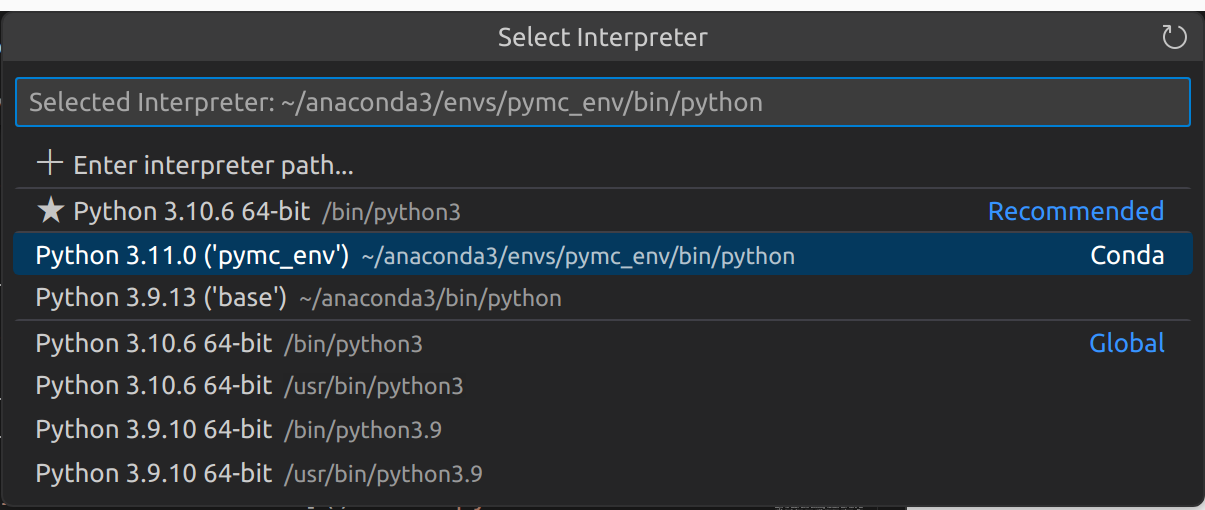 Select Interpreter
Selected Interpreter: ~/anaconda3/envs/pymc_env/bin/python
Enter interpreter path...
Python 3.10.6 64-bit /bin/python3 Recommended
Python 3.11.0 ('pymc_env') ~/anaconda3/envs/pymc_env/bin/python Conda
Python 3.9.13 ('base') ~/anaconda3/bin/python
Python 3.10.6 64-bit /bin/python3 Global
Python 3.10.6 64-bit /usr/bin/python3
Python 3.9.10 64-bit /bin/python3.9
Python 3.9.10 64-bit /usr/bin/python3.9